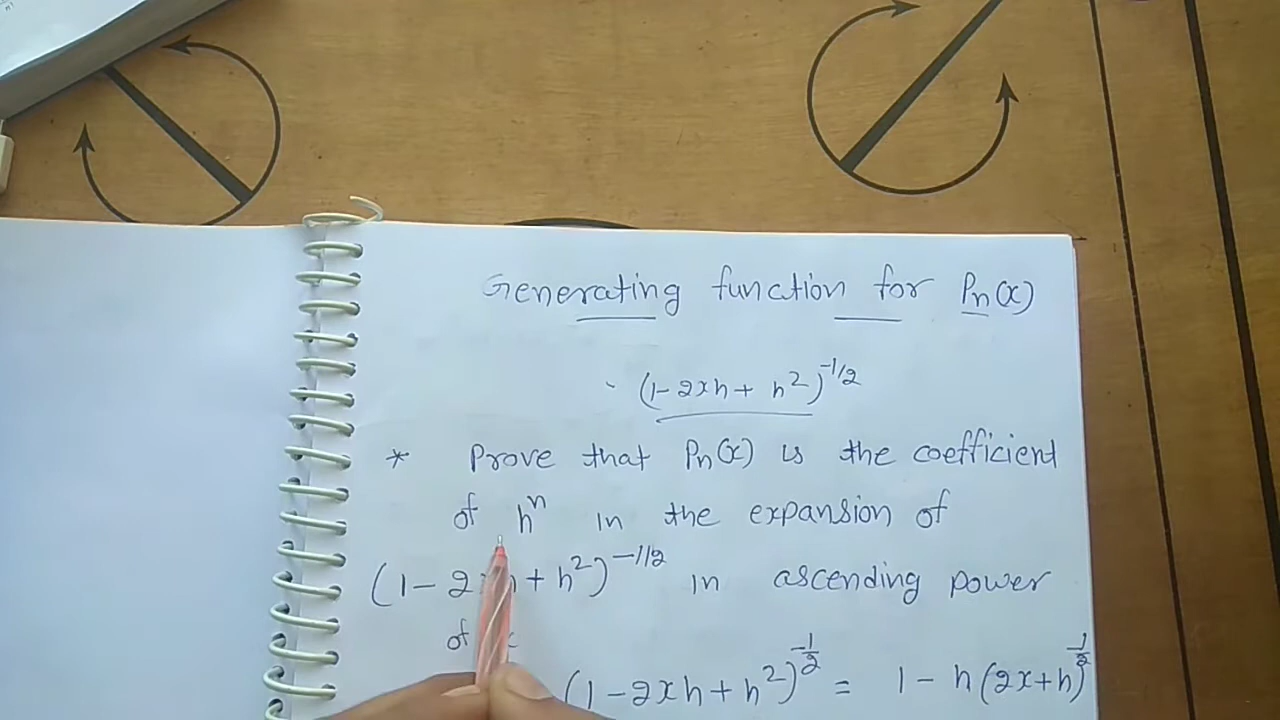 Generating function for Pn(x)
(1-2xh+ h²)^-1/2
* Prove that Pn(x) is the coefficient
of hⁿ in the expansion of
(1- 2 + h²)^-1/2 in ascending power
of
(1-2xh+h²)^-1/2 = 1- h(2x+h)^-1/2